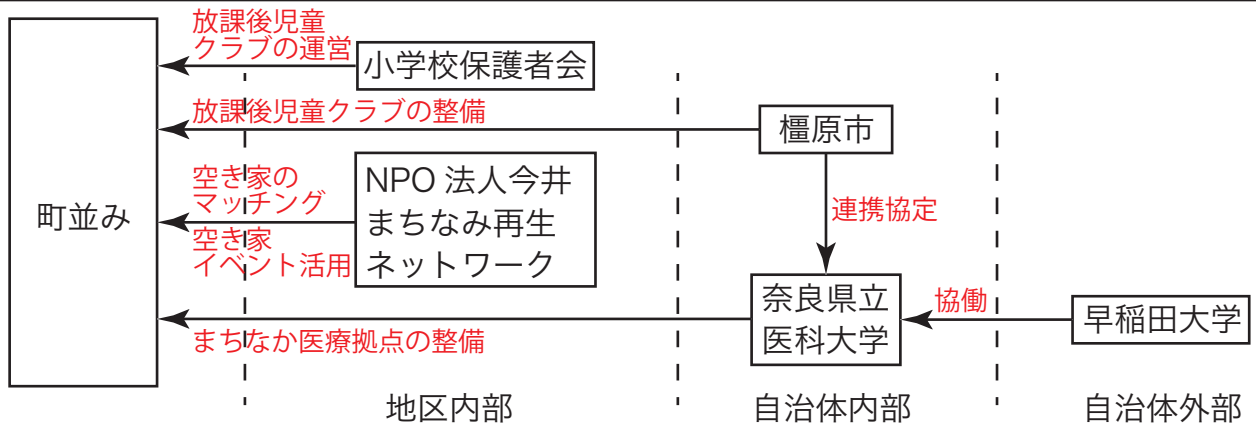 放課後児童
クラブの運営
小学校保護者会
放課後児童クラブの整備
橿原市
町並み
空き家の
マッチング
空き家
イベント活用
NPO 法人今井
まちなみ再生
ネットワーク
連携協定
奈良県立
医科大学
協働
早稲田大学
まちなか医療拠点の整備
地区内部
自治体内部
自治体外部